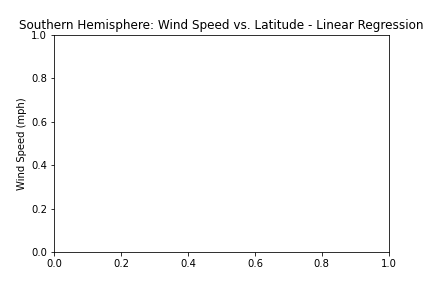 Southern Hemisphere: Wind Speed vs. Latitude - Linear Regression
1.0
0.8
0.6
0.4
0.2
0.0
Wind Speed (mph)
0.0 0.2 0.4 0.6 0.8 1.0